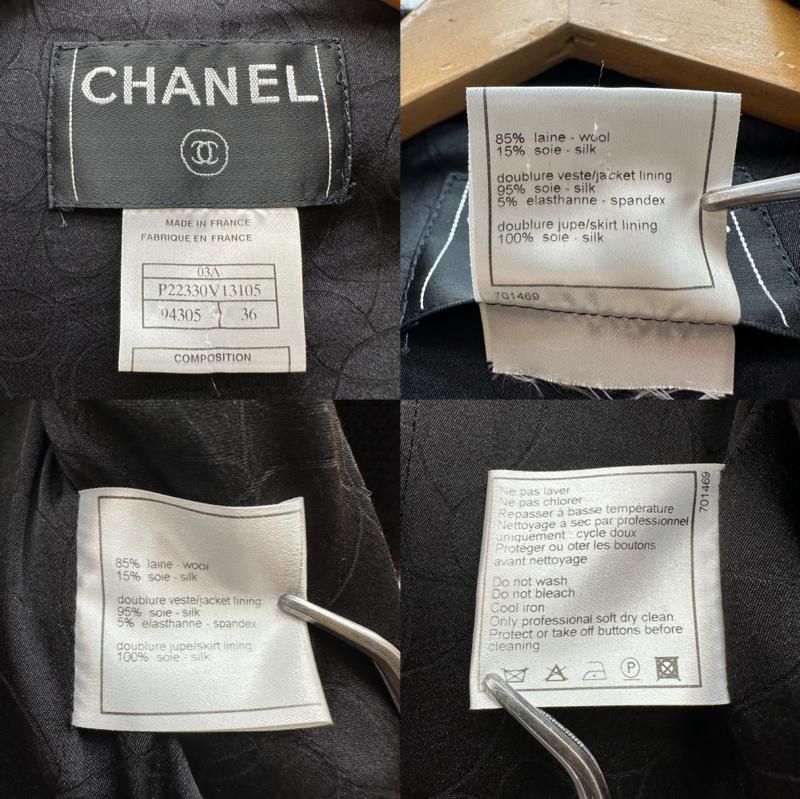 CHANEL
MADE IN FRANCE
FABRIQUE EN FRANCE
03A
P22330V13105
94305 36
COMPOSITION
85% laine - wool
15% soie - silk
doublure veste/jacket lining:
95% soie - silk
5% elasthanne - spandex
doublure jupe/skirt lining
100% soie - silk
701469
85% laine - wool
15% soie - silk
doublure veste/jacket lining:
95% soie - silk
5% elasthanne - spandex
doublure jupe/skirt lining:
100% soie - silk
701469
Ne pas laver
Ne pas chlorer
Repasser à basse température
Nettoyage à sec par professionnel
uniquement : cycle doux
Protéger ou oter les boutons
avant nettoyage
Do not wash
Do not bleach
Cool iron
Only professional soft dry clean
Protect or take off buttons before
cleaning
P